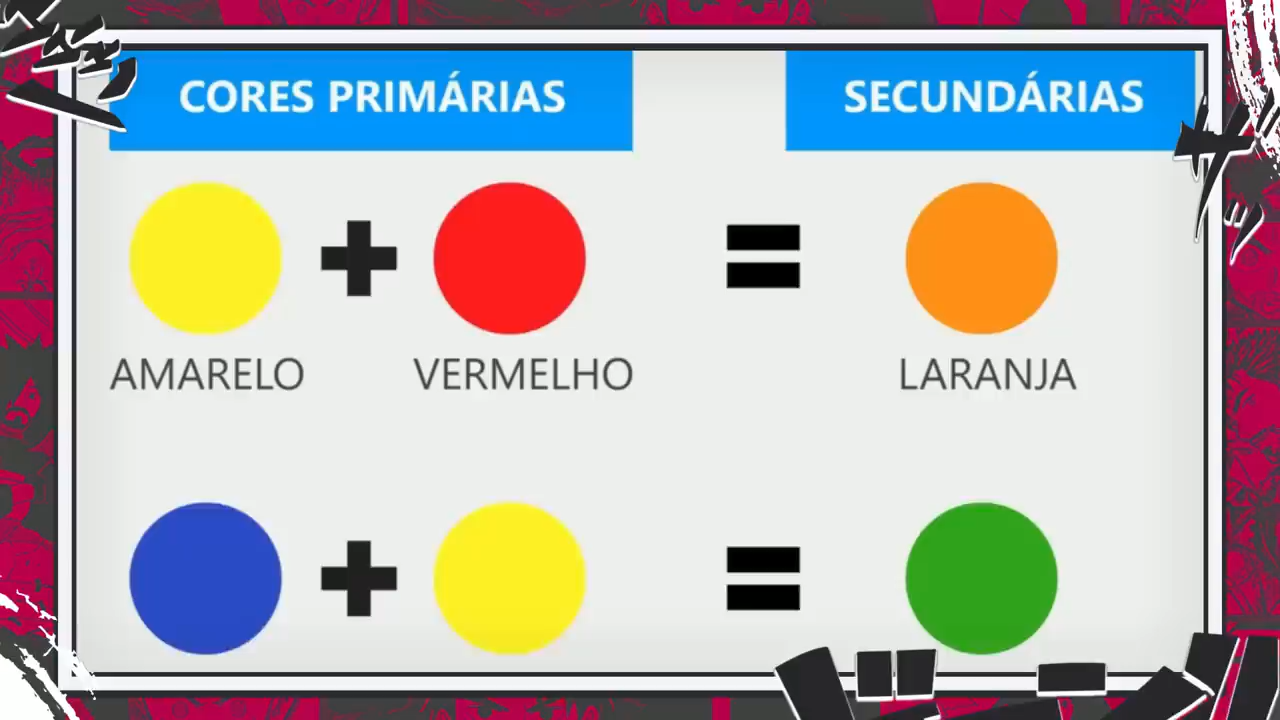 CORES PRIMÁRIAS
SECUNDÁRIAS
+ =
AMARELO VERMELHO LARANJA
+ =